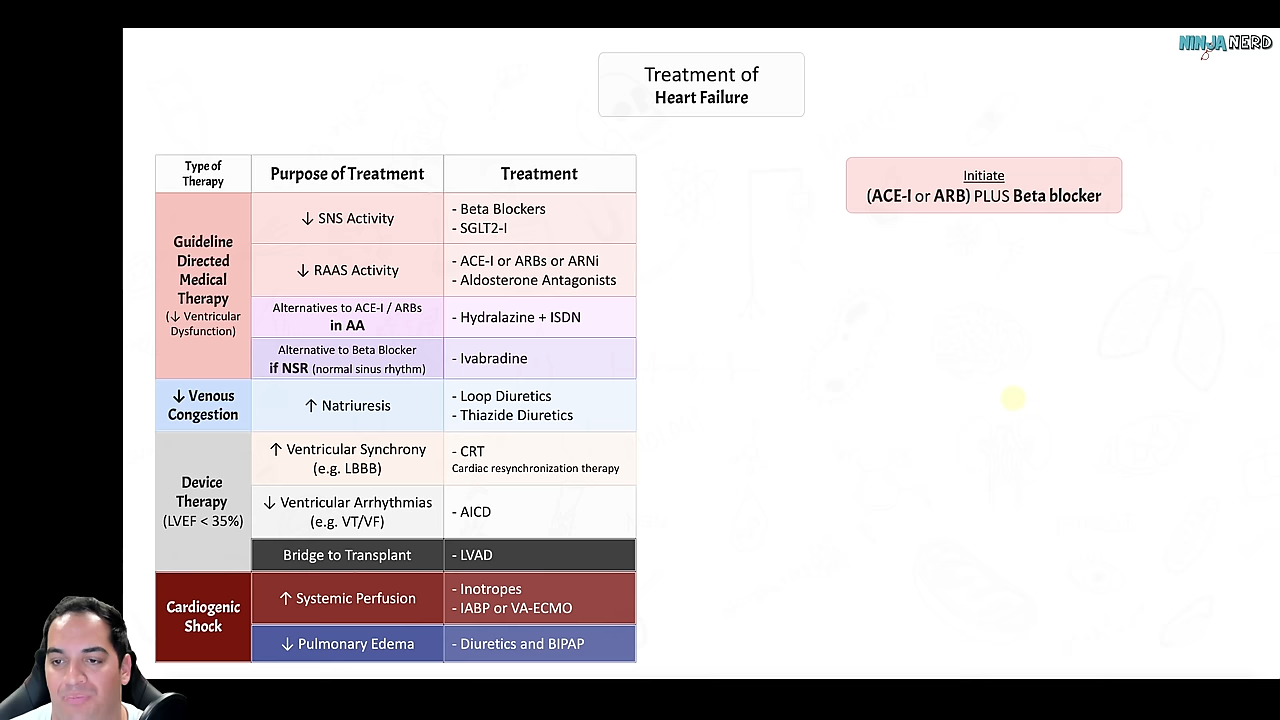 NINJA NERD
Treatment of
Heart Failure
Type of
Therapy
Purpose of Treatment
Treatment
Guideline
Directed
Medical
Therapy
(↓ Ventricular
Dysfunction)
↓ SNS Activity
- Beta Blockers
- SGLT2-I
↓ RAAS Activity
- ACE-I or ARBs or ARNi
- Aldosterone Antagonists
Alternatives to ACE-I / ARBs
in AA
- Hydralazine + ISDN
Alternative to Beta Blocker
if NSR (normal sinus rhythm)
- Ivabradine
↓ Venous
Congestion
↑ Natriuresis
- Loop Diuretics
- Thiazide Diuretics
Device
Therapy
(LVEF < 35%)
↑ Ventricular Synchrony
(e.g. LBBB)
- CRT
Cardiac resynchronization therapy
↓ Ventricular Arrhythmias
(e.g. VT/VF)
- AICD
Bridge to Transplant
- LVAD
Cardiogenic
Shock
↑ Systemic Perfusion
- Inotropes
- IABP or VA-ECMO
↓ Pulmonary Edema
- Diuretics and BIPAP
Initiate
(ACE-I or ARB) PLUS Beta blocker